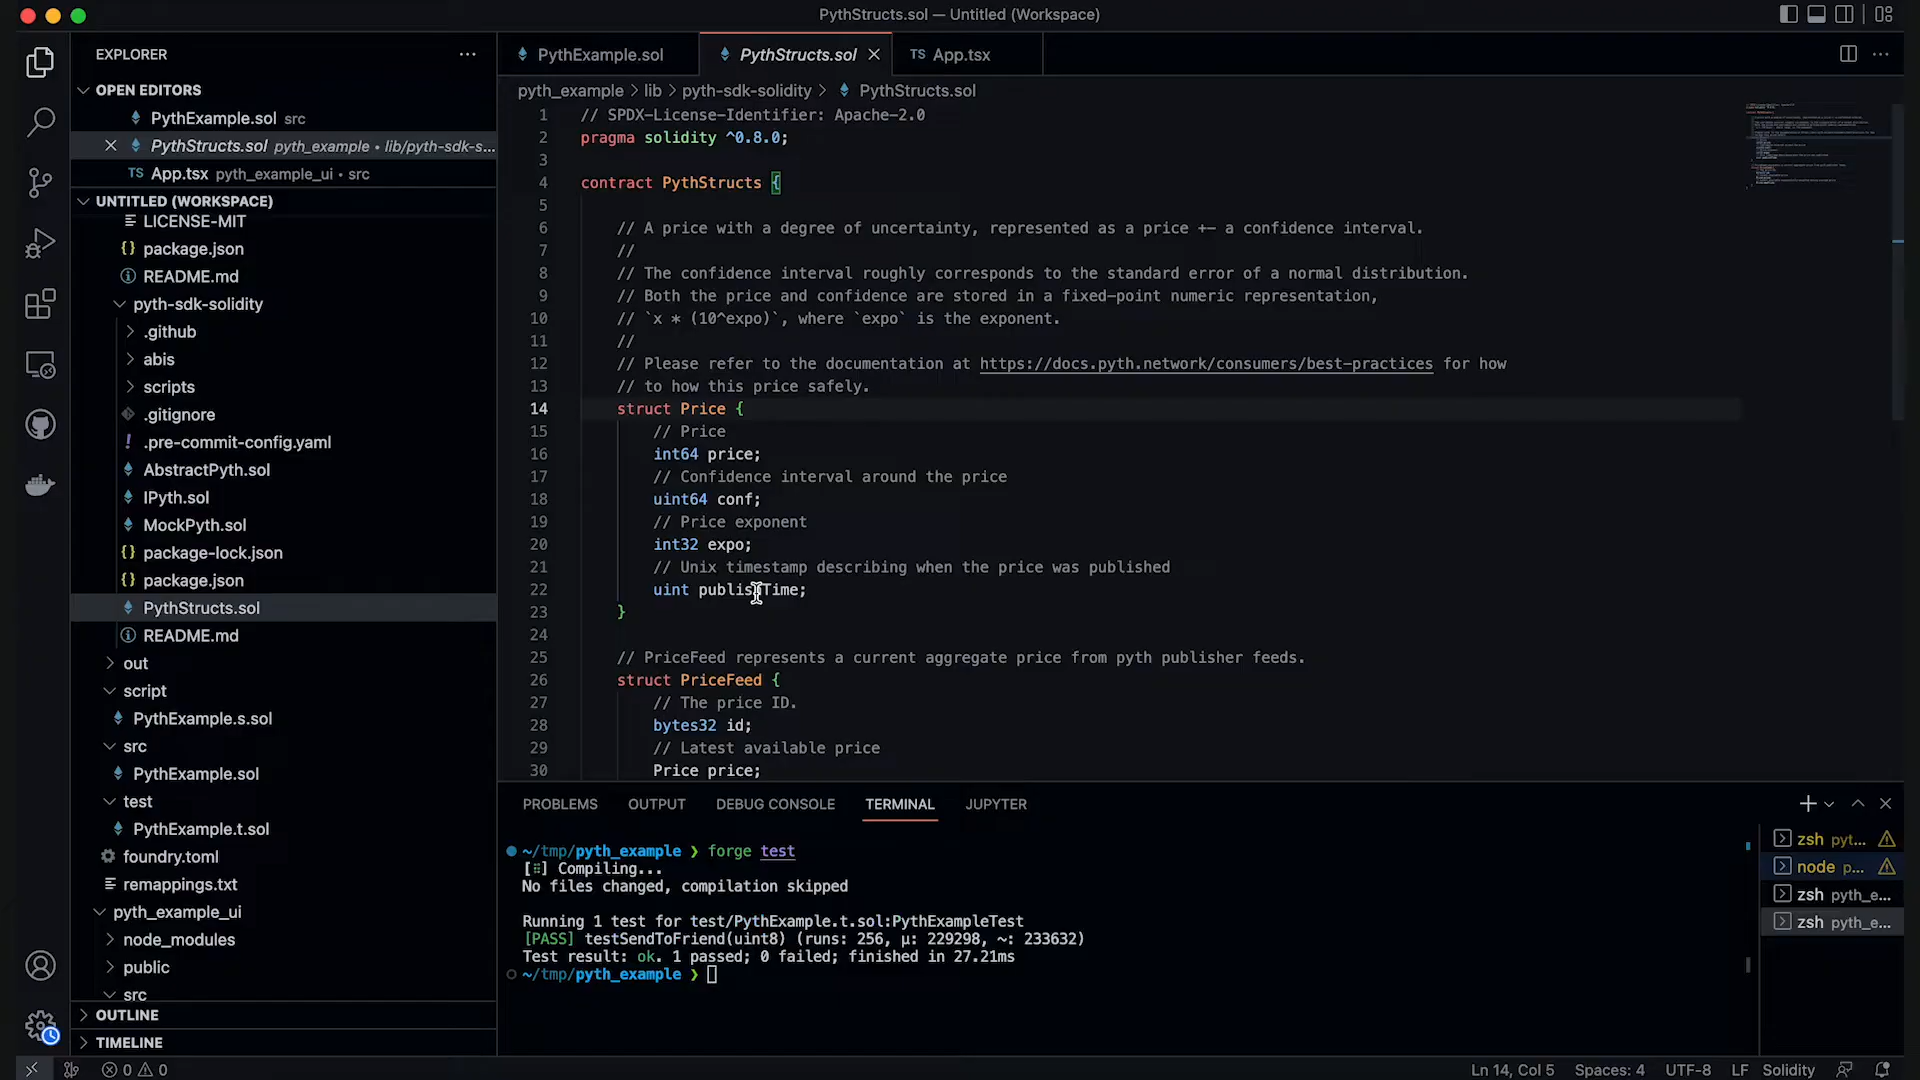 PythStructs.sol — Untitled (Workspace)
EXPLORER
OPEN EDITORS
PythExample.sol src
PythStructs.sol pyth_example • lib/pyth-sdk-s...
TS App.tsx pyth_example_ui • src
UNTITLED (WORKSPACE)
LICENSE-MIT
{} package.json
README.md
pyth-sdk-solidity
.github
abis
scripts
.gitignore
! .pre-commit-config.yaml
AbstractPyth.sol
IPyth.sol
MockPyth.sol
{} package-lock.json
{} package.json
PythStructs.sol
README.md
out
script
PythExample.s.sol
src
PythExample.sol
test
PythExample.t.sol
foundry.toml
remappings.txt
pyth_example_ui
node_modules
public
src
OUTLINE
TIMELINE
PythExample.sol
PythStructs.sol
TS App.tsx
pyth_example > lib > pyth-sdk-solidity > PythStructs.sol
1 // SPDX-License-Identifier: Apache-2.0
2 pragma solidity ^0.8.0;
3
4 contract PythStructs {
5
6 // A price with a degree of uncertainty, represented as a price +- a confidence interval.
7 //
8 // The confidence interval roughly corresponds to the standard error of a normal distribution.
9 // Both the price and confidence are stored in a fixed-point numeric representation,
10 // `x * (10^expo)`, where `expo` is the exponent.
11 //
12 // Please refer to the documentation at https://docs.pyth.network/consumers/best-practices for how
13 // to how this price safely.
14 struct Price {
15 // Price
16 int64 price;
17 // Confidence interval around the price
18 uint64 conf;
19 // Price exponent
20 int32 expo;
21 // Unix timestamp describing when the price was published
22 uint publishTime;
23 }
24
25 // PriceFeed represents a current aggregate price from pyth publisher feeds.
26 struct PriceFeed {
27 // The price ID.
28 bytes32 id;
29 // Latest available price
30 Price price;
PROBLEMS OUTPUT DEBUG CONSOLE TERMINAL JUPYTER
~/tmp/pyth_example ❯ forge test
[⠿] Compiling...
No files changed, compilation skipped
Running 1 test for test/PythExample.t.sol:PythExampleTest
[PASS] testSendToFriend(uint8) (runs: 256, μ: 229298, ~: 233632)
Test result: ok. 1 passed; 0 failed; finished in 27.21ms
~/tmp/pyth_example ❯
zsh pyt...
node p...
zsh pyth_e...
zsh pyth_e...
0 0
Ln 14, Col 5 Spaces: 4 UTF-8 LF Solidity